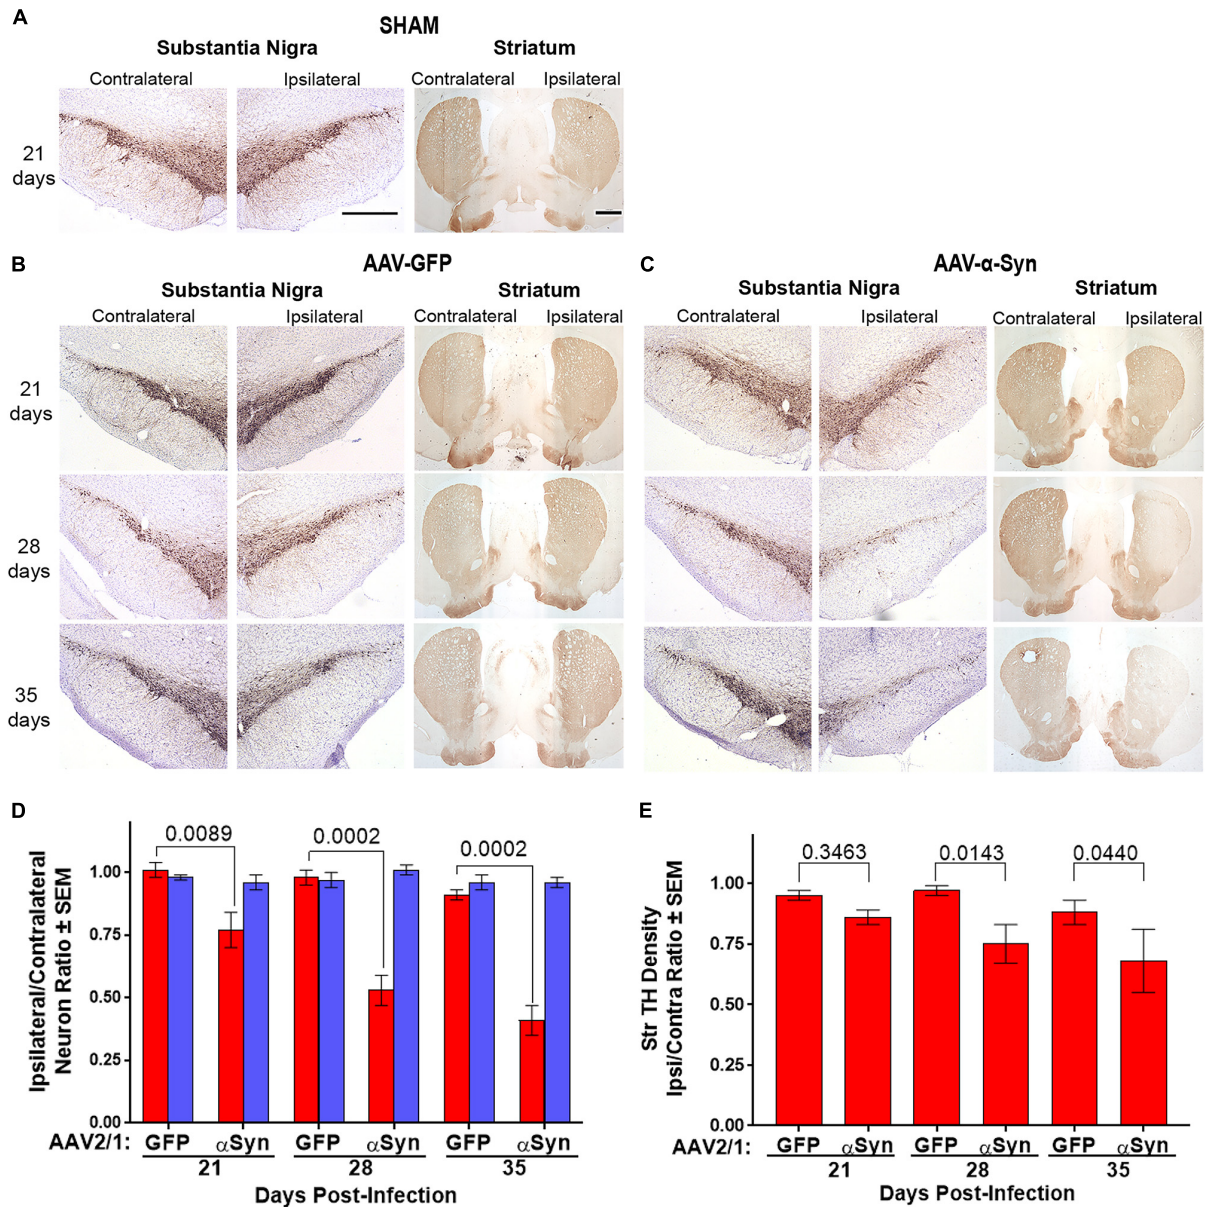 A
SHAM
Substantia Nigra
Striatum
Contralateral
Ipsilateral
Contralateral
Ipsilateral
21
days
B
AAV-GFP
Substantia Nigra
Striatum
Contralateral
Ipsilateral
Contralateral
Ipsilateral
21
days
28
days
35
days
C
AAV-α-Syn
Substantia Nigra
Striatum
Contralateral
Ipsilateral
Contralateral
Ipsilateral
D
Ipsilateral/Contralateral
Neuron Ratio ± SEM
1.00
0.75
0.50
0.25
0.00
0.0089
0.0002
0.0002
AAV2/1: GFP αSyn GFP αSyn GFP αSyn
21 28 35
Days Post-Infection
E
Str TH Density
Ipsi/Contra Ratio ± SEM
1.00
0.75
0.50
0.25
0.00
0.3463
0.0143
0.0440
AAV2/1: GFP αSyn GFP αSyn GFP αSyn
21 28 35
Days Post-Infection